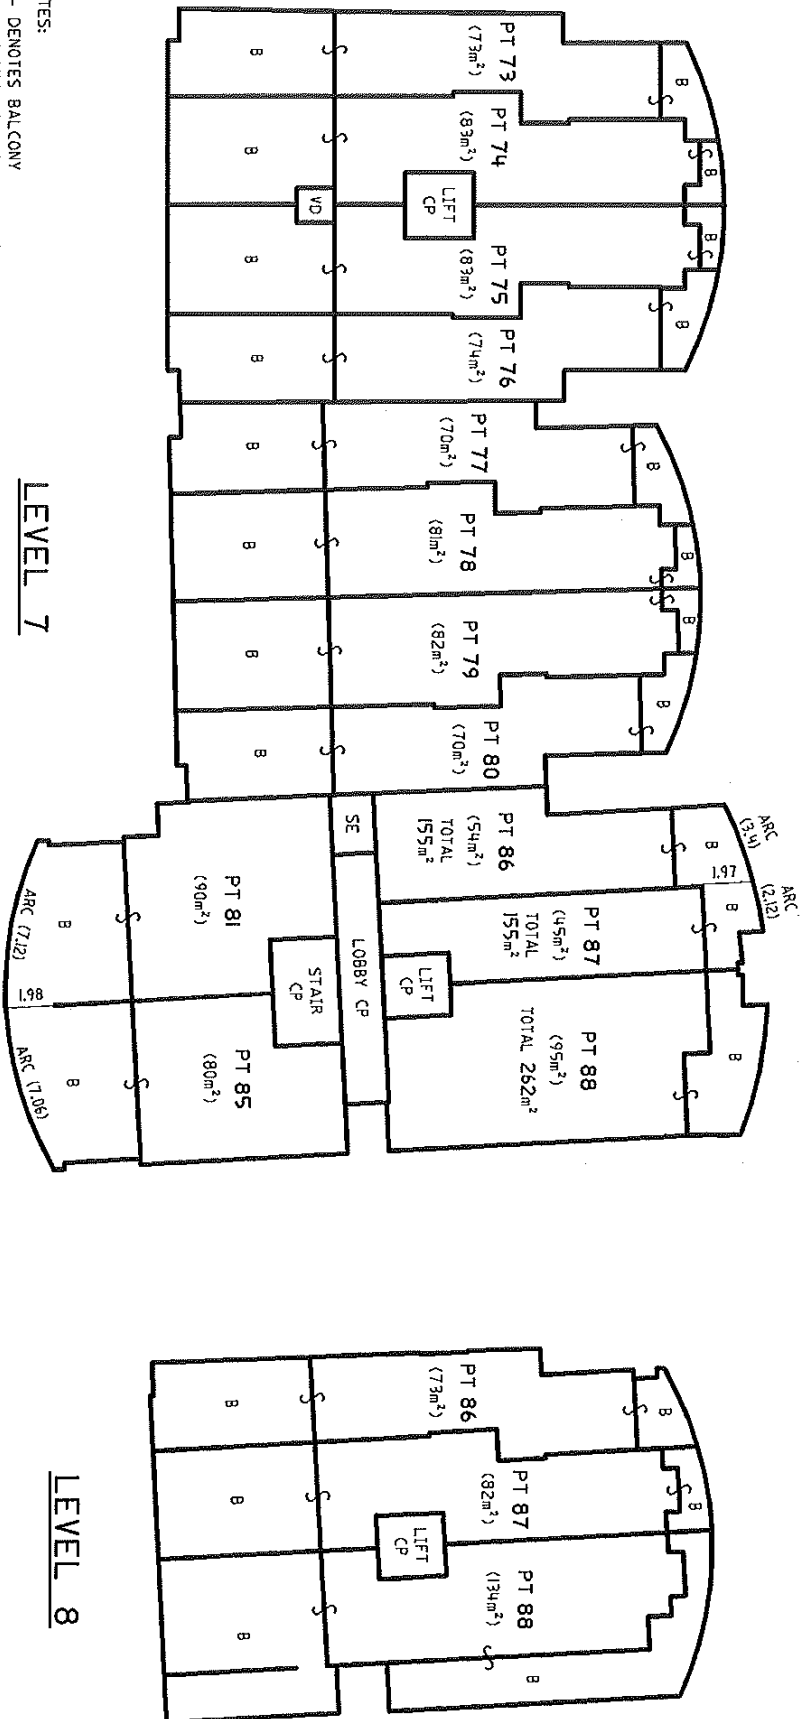 TES:
- DENOTES BALCONY
LEVEL 7
PT 73
(73m²)
B
B
PT 74
(83m²)
B
B
LIFT
CP
VD
PT 75
(83m²)
B
B
PT 76
(74m²)
B
B
PT 77
(70m²)
B
B
PT 78
(81m²)
B
B
PT 79
(82m²)
B
B
PT 80
(70m²)
B
B
SE
LOBBY CP
PT 86
(54m²)
TOTAL
155m²
B
ARC
(3.4)
1.97
PT 87
(45m²)
TOTAL
155m²
B
ARC
(2.12)
LIFT
CP
PT 88
(95m²)
TOTAL 262m²
B
PT 81
(90m²)
B
ARC (7.12)
1.98
STAIR
CP
PT 85
(80m²)
B
ARC (7.06)
LEVEL 8
PT 86
(73m²)
B
B
PT 87
(82m²)
B
B
LIFT
CP
PT 88
(134m²)
B
B